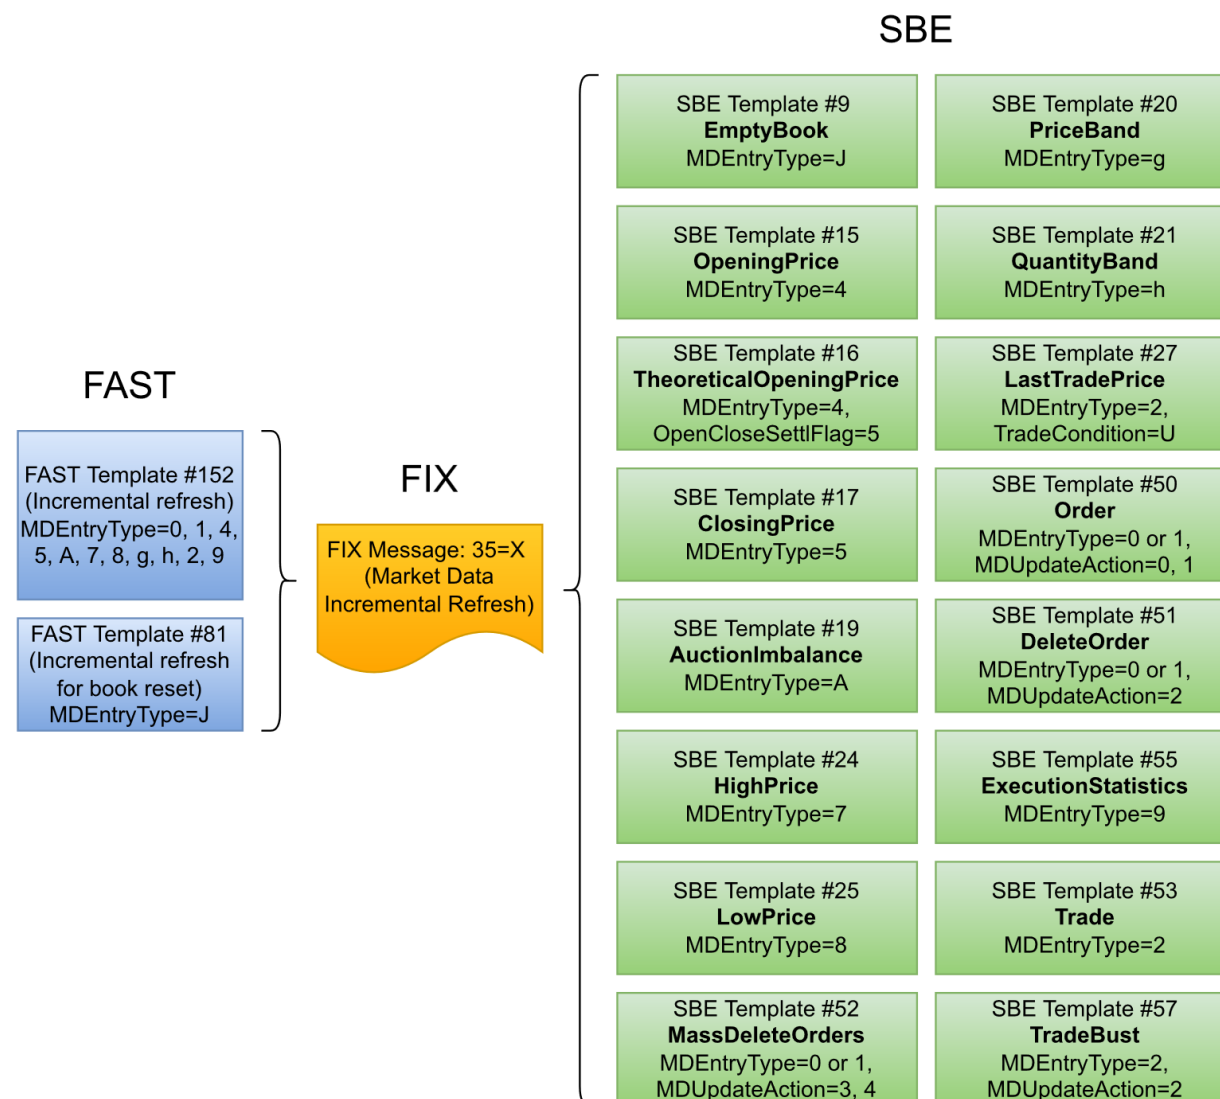 SBE
FAST
FAST Template #152
(Incremental refresh)
MDEntryType=0, 1, 4,
5, A, 7, 8, g, h, 2, 9
FAST Template #81
(Incremental refresh
for book reset)
MDEntryType=J
FIX
FIX Message: 35=X
(Market Data
Incremental Refresh)
SBE Template #9
EmptyBook
MDEntryType=J
SBE Template #20
PriceBand
MDEntryType=g
SBE Template #15
OpeningPrice
MDEntryType=4
SBE Template #21
QuantityBand
MDEntryType=h
SBE Template #16
TheoreticalOpeningPrice
MDEntryType=4,
OpenCloseSettlFlag=5
SBE Template #27
LastTradePrice
MDEntryType=2,
TradeCondition=U
SBE Template #17
ClosingPrice
MDEntryType=5
SBE Template #50
Order
MDEntryType=0 or 1,
MDUpdateAction=0, 1
SBE Template #19
AuctionImbalance
MDEntryType=A
SBE Template #51
DeleteOrder
MDEntryType=0 or 1,
MDUpdateAction=2
SBE Template #24
HighPrice
MDEntryType=7
SBE Template #55
ExecutionStatistics
MDEntryType=9
SBE Template #25
LowPrice
MDEntryType=8
SBE Template #53
Trade
MDEntryType=2
SBE Template #52
MassDeleteOrders
MDEntryType=0 or 1,
MDUpdateAction=3, 4
SBE Template #57
TradeBust
MDEntryType=2,
MDUpdateAction=2